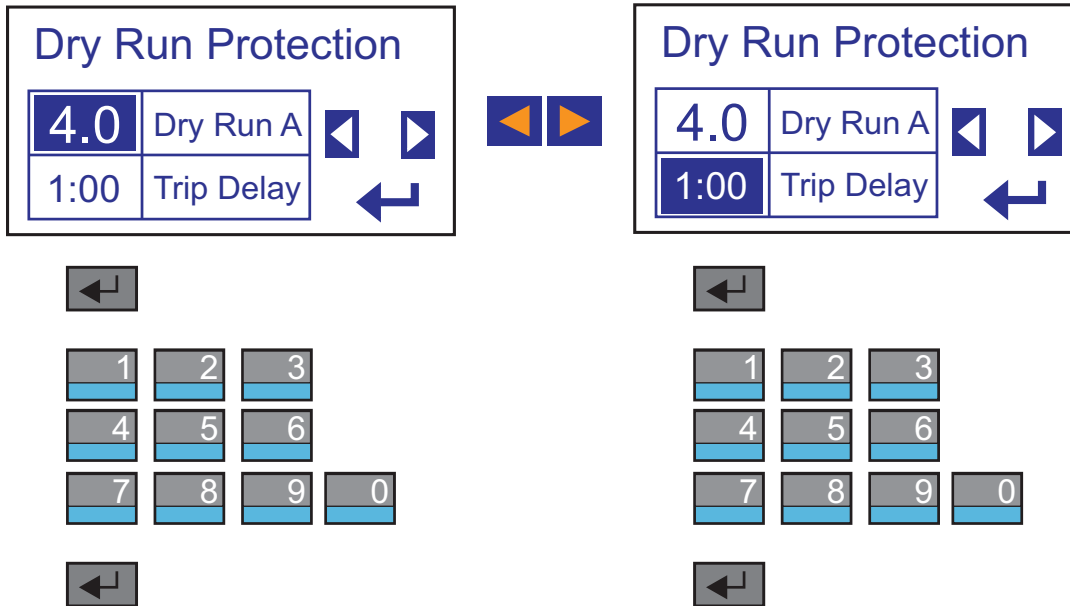 Dry Run Protection
4.0 Dry Run A
1:00 Trip Delay
1 2 3
4 5 6
7 8 9 0
Dry Run Protection
4.0 Dry Run A
1:00 Trip Delay
1 2 3
4 5 6
7 8 9 0